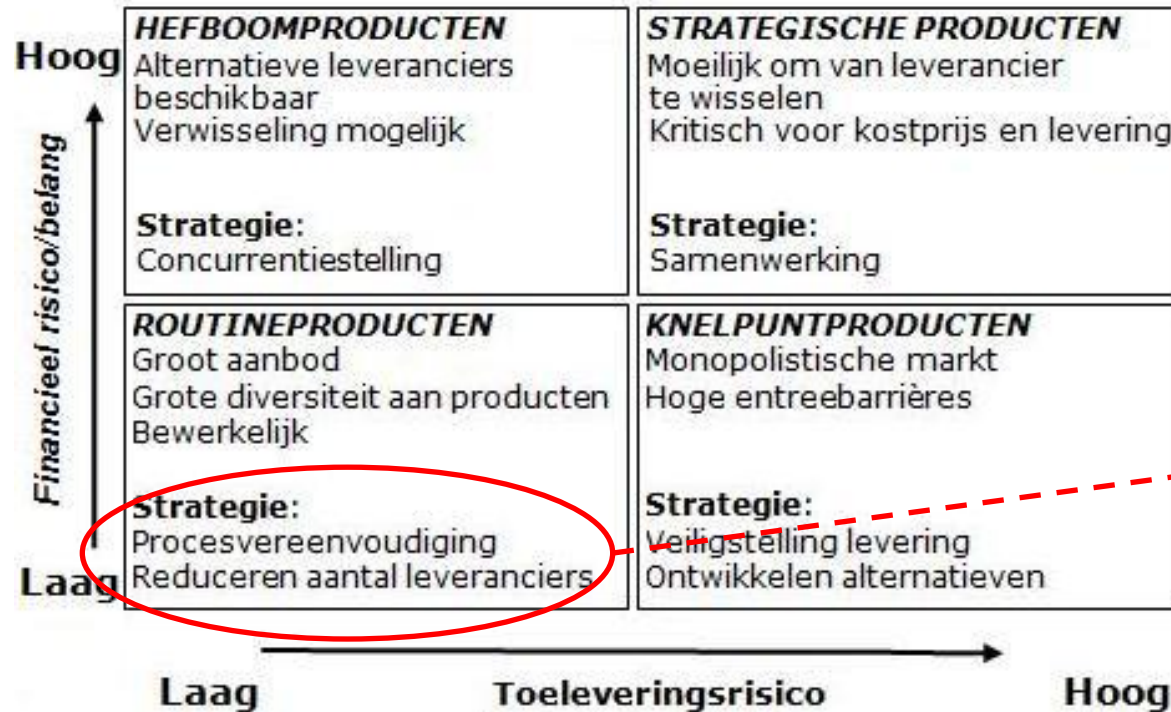 Hoog
Financieel risico/belang
Laag
HEFBOOMPRODUCTEN
Alternatieve leveranciers
beschikbaar
Verwisseling mogelijk
Strategie:
Concurrentiestelling
STRATEGISCHE PRODUCTEN
Moeilijk om van leverancier
te wisselen
Kritisch voor kostprijs en levering
Strategie:
Samenwerking
ROUTINEPRODUCTEN
Groot aanbod
Grote diversiteit aan producten
Bewerkelijk
Strategie:
Procesvereenvoudiging
Reduceren aantal leveranciers
KNELPUNTPRODUCTEN
Monopolistische markt
Hoge entreebarrières
Strategie:
Veiligstelling levering
Ontwikkelen alternatieven
Laag
Toeleveringsrisico
Hoog